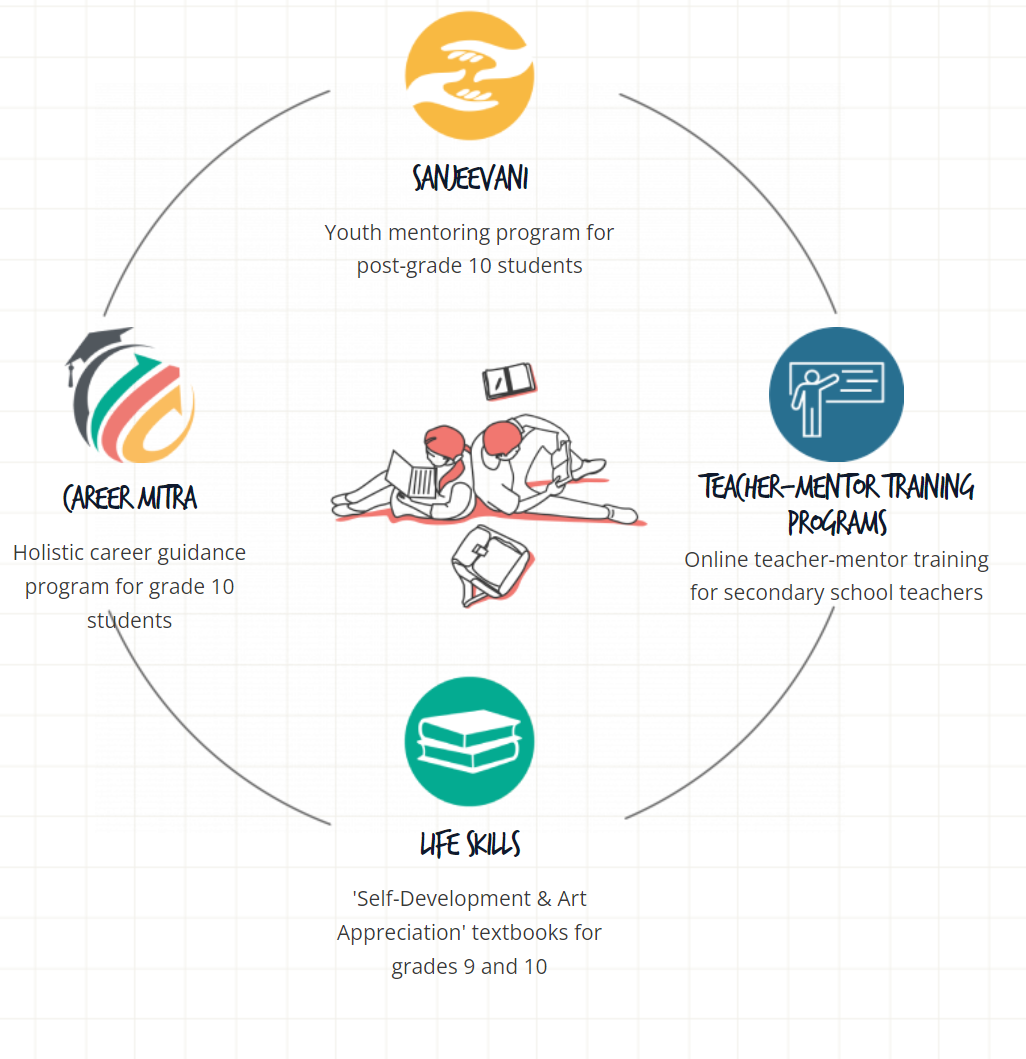 SANJEEVANI
Youth mentoring program for
post-grade 10 students
CAREER MITRA
Holistic career guidance
program for grade 10
students
TEACHER-MENTOR TRAINING
PROGRAMS
Online teacher-mentor training
for secondary school teachers
LIFE SKILLS
'Self-Development & Art
Appreciation' textbooks for
grades 9 and 10